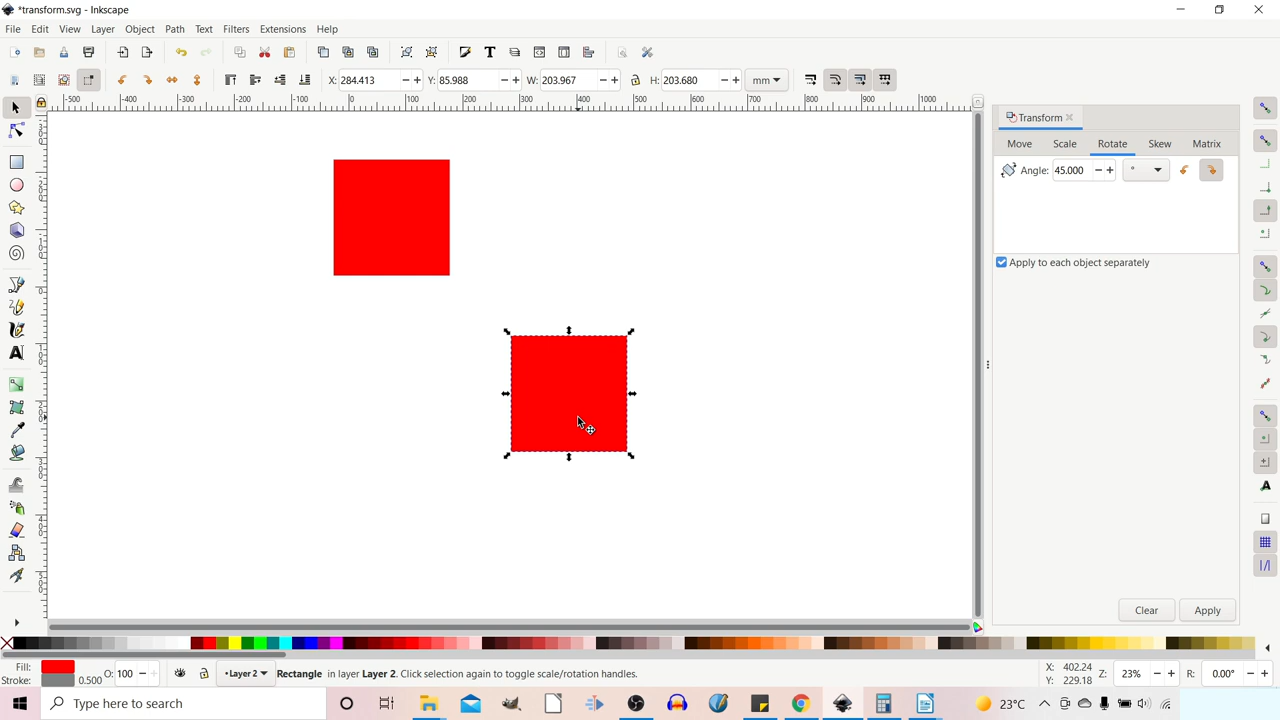 *transform.svg - Inkscape
File Edit View Layer Object Path Text Filters Extensions Help
X: 284.413 Y: 85.988 W: 203.967 H: 203.680 mm
-500 -400 -300 -200 -100 0 100 200 300 400 500 600 700 800 900 1000
Transform
Move Scale Rotate Skew Matrix
Angle: 45.000 °
Apply to each object separately
Clear Apply
Fill:
Stroke: 0.500 O: 100 Layer 2 Rectangle in layer Layer 2. Click selection again to toggle scale/rotation handles.
X: 402.24
Y: 229.18
Z: 23% R: 0.00°
Type here to search
23°C